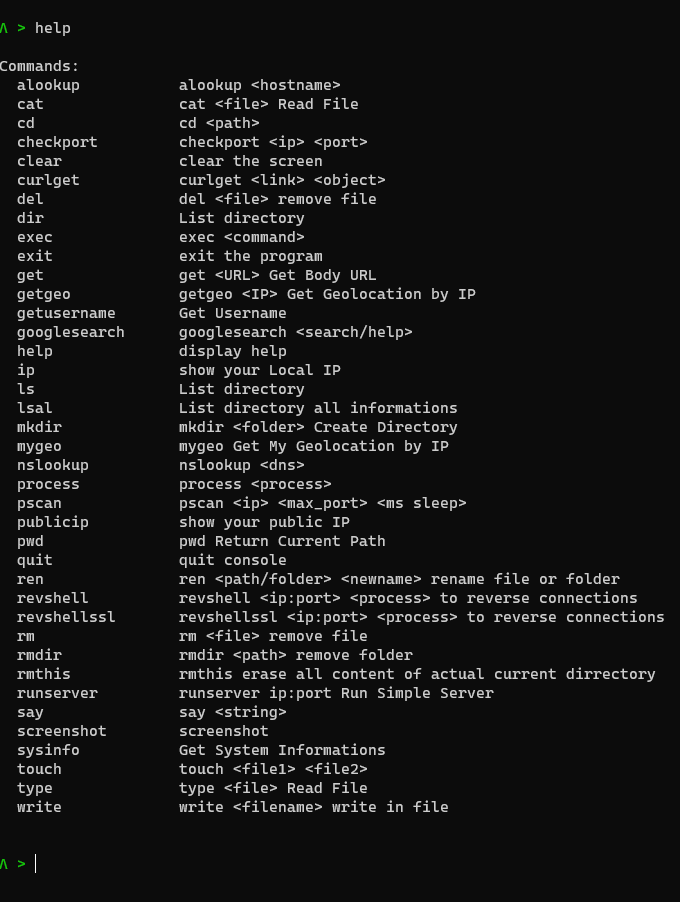 Λ > help
Commands:
alookup alookup <hostname>
cat cat <file> Read File
cd cd <path>
checkport checkport <ip> <port>
clear clear the screen
curlget curlget <link> <object>
del del <file> remove file
dir List directory
exec exec <command>
exit exit the program
get get <URL> Get Body URL
getgeo getgeo <IP> Get Geolocation by IP
getusername Get Username
googlesearch googlesearch <search/help>
help display help
ip show your Local IP
ls List directory
lsal List directory all informations
mkdir mkdir <folder> Create Directory
mygeo mygeo Get My Geolocation by IP
nslookup nslookup <dns>
process process <process>
pscan pscan <ip> <max_port> <ms sleep>
publicip show your public IP
pwd pwd Return Current Path
quit quit console
ren ren <path/folder> <newname> rename file or folder
revshell revshell <ip:port> <process> to reverse connections
revshellssl revshellssl <ip:port> <process> to reverse connections
rm rm <file> remove file
rmdir rmdir <path> remove folder
rmthis rmthis erase all content of actual current dirrectory
runserver runserver ip:port Run Simple Server
say say <string>
screenshot screenshot
sysinfo Get System Informations
touch touch <file1> <file2>
type type <file> Read File
write write <filename> write in file
Λ >